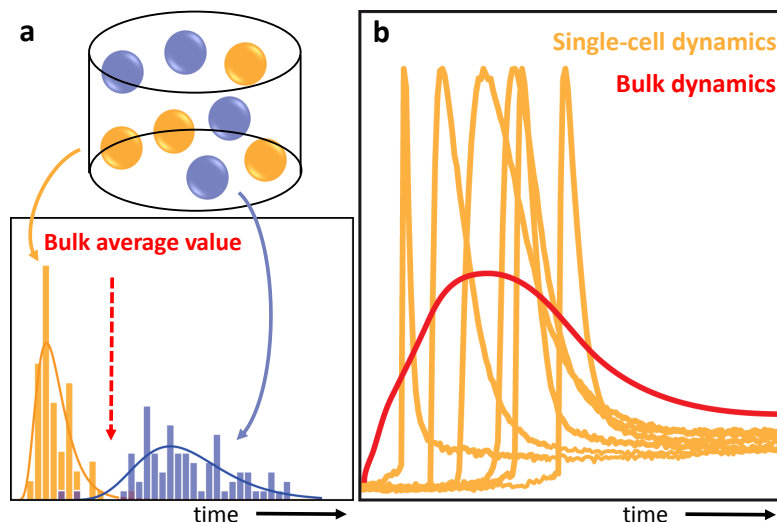 a
Bulk average value
time
b
Single-cell dynamics
Bulk dynamics
time